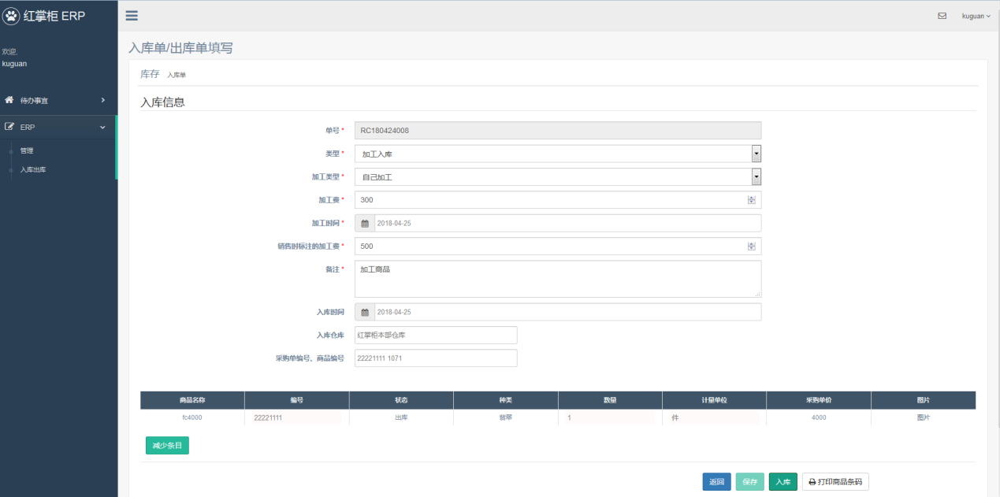 红掌柜 ERP
kuguan
欢迎,
kuguan
待办事宜
ERP
管理
入库出库
入库单/出库单填写
库存 入库单
入库信息
单号 * RC180424008
类型 * 加工入库
加工类型 * 自己加工
加工费 * 300
加工时间 * 2018-04-25
销售时标注的加工费 * 500
备注 * 加工商品
入库时间 2018-04-25
入库仓库 红掌柜本部仓库
采购单编号、商品编号 22221111 1071
商品名称 编号 状态 种类 数量 计量单位 采购单价 图片
fc4000 22221111 出库 翡翠 1 件 4000 图片
减少条目
返回 保存 入库 打印商品条码